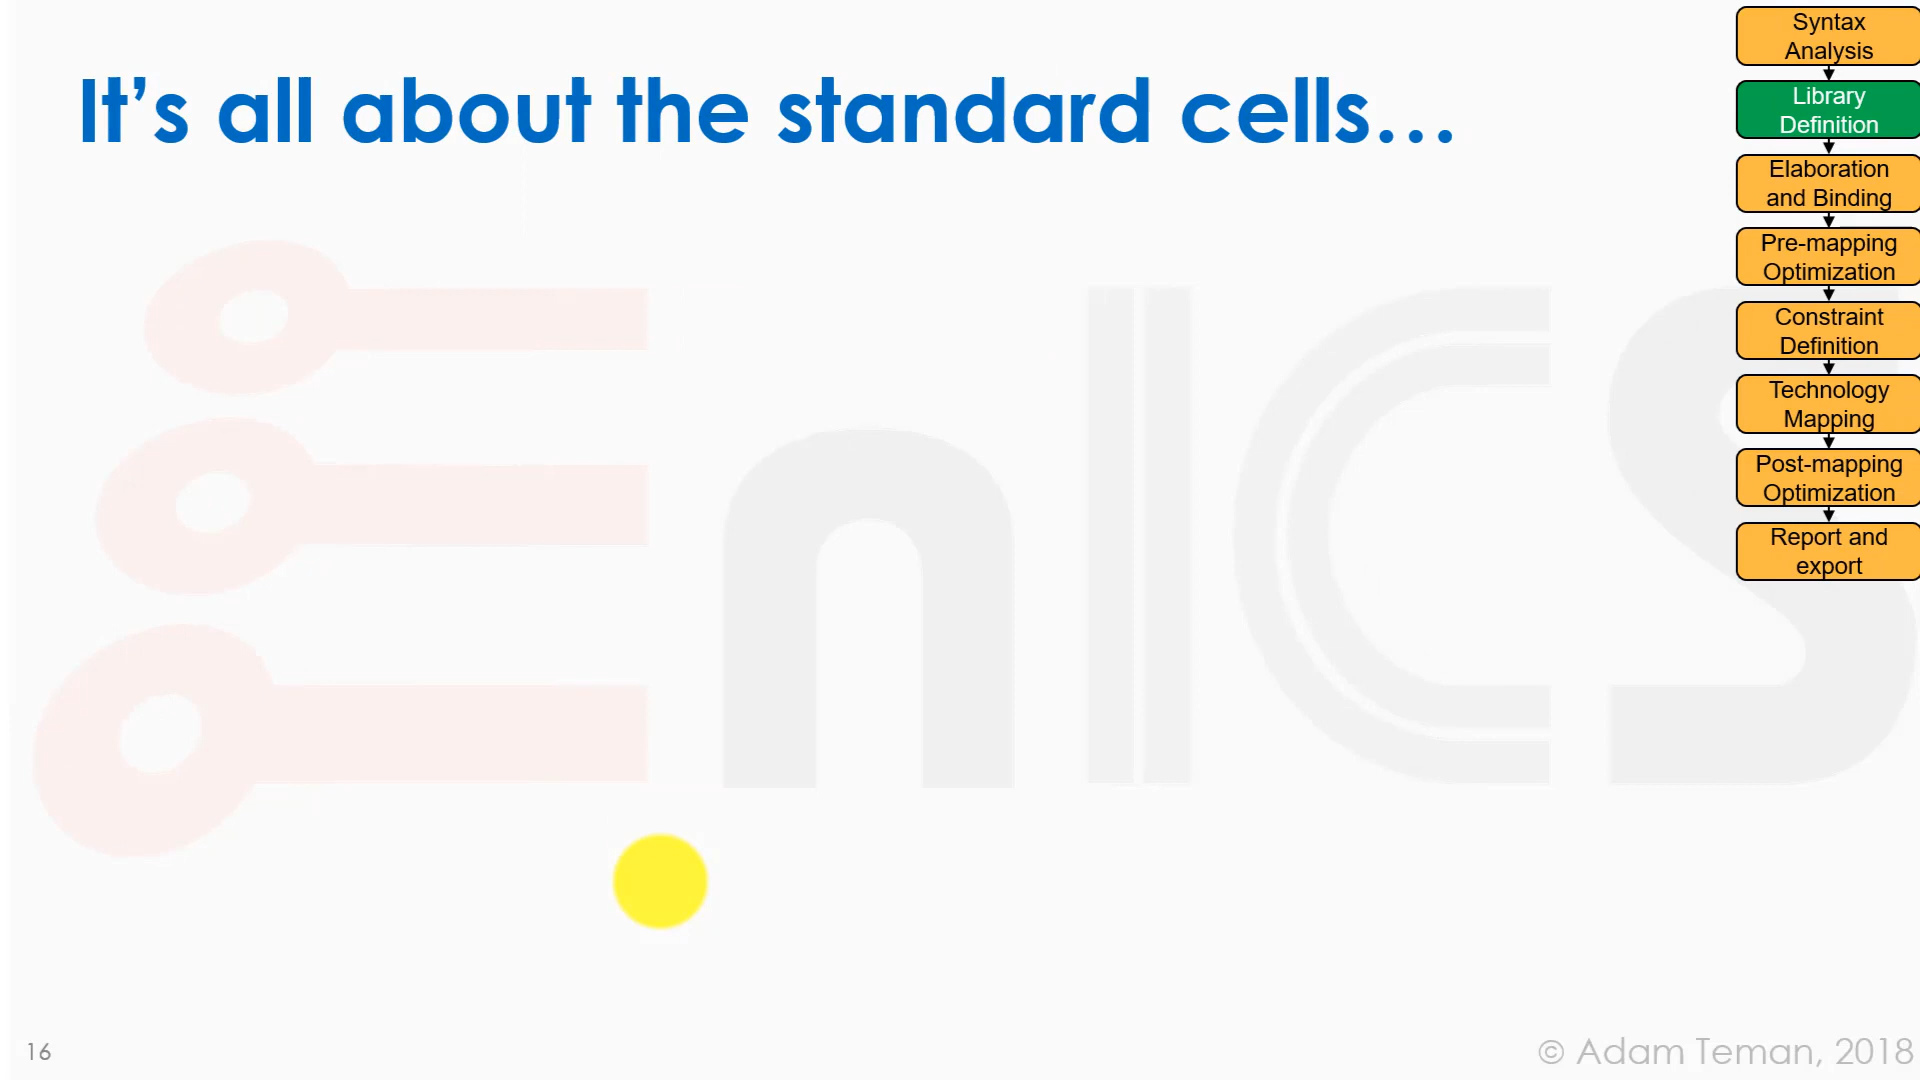 It’s all about the standard cells…
Syntax
Analysis
Library
Definition
Elaboration
and Binding
Pre-mapping
Optimization
Constraint
Definition
Technology
Mapping
Post-mapping
Optimization
Report and
export
EnICS
16
© Adam Teman, 2018